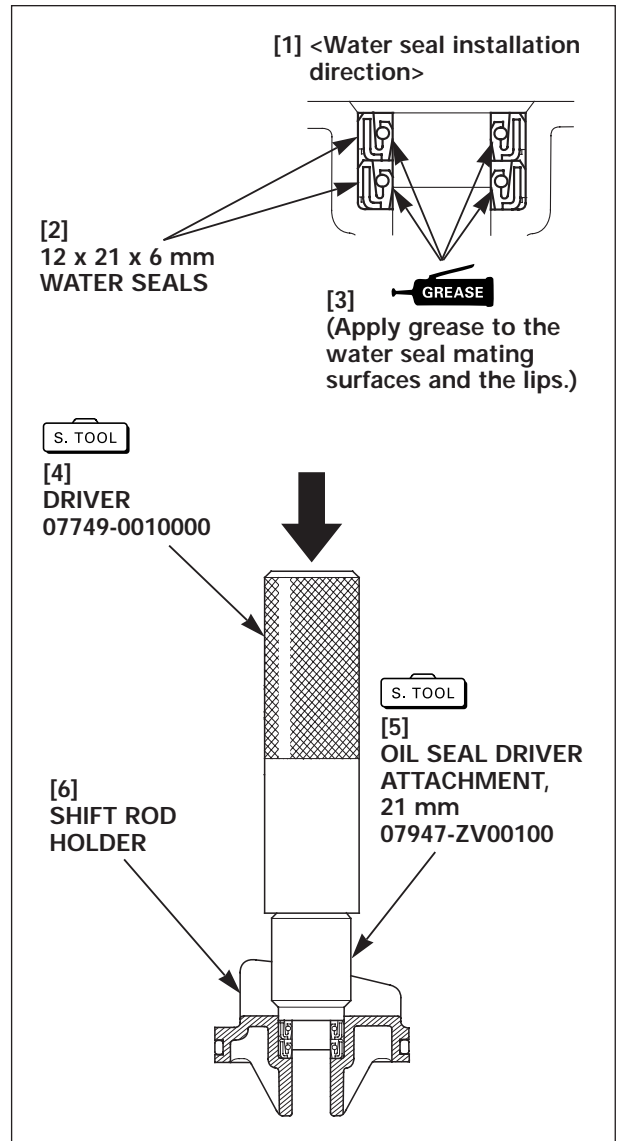 [1] <Water seal installation
direction>
[2]
12 x 21 x 6 mm
WATER SEALS
GREASE
[3]
(Apply grease to the
water seal mating
surfaces and the lips.)
S. TOOL
[4]
DRIVER
07749-0010000
S. TOOL
[5]
OIL SEAL DRIVER
ATTACHMENT,
21 mm
07947-ZV00100
[6]
SHIFT ROD
HOLDER